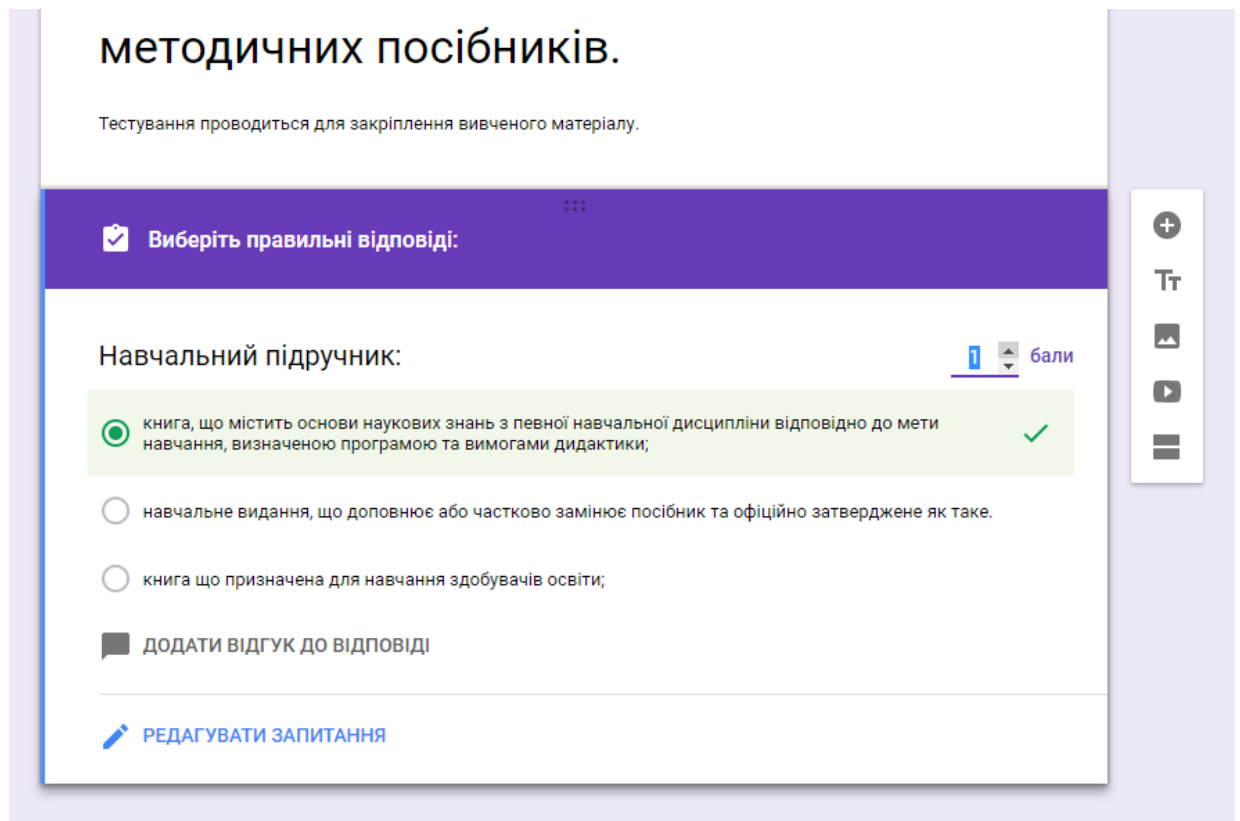 методичних посібників.
Тестування проводиться для закріплення вивченого матеріалу.
Виберіть правильні відповіді:
Навчальний підручник:
1 бали
книга, що містить основи наукових знань з певної навчальної дисципліни відповідно до мети
навчання, визначеною програмою та вимогами дидактики;
навчальне видання, що доповнює або частково замінює посібник та офіційно затверджене як таке.
книга що призначена для навчання здобувачів освіти;
ДОДАТИ ВІДГУК ДО ВІДПОВІДІ
РЕДАГУВАТИ ЗАПИТАННЯ
Тт